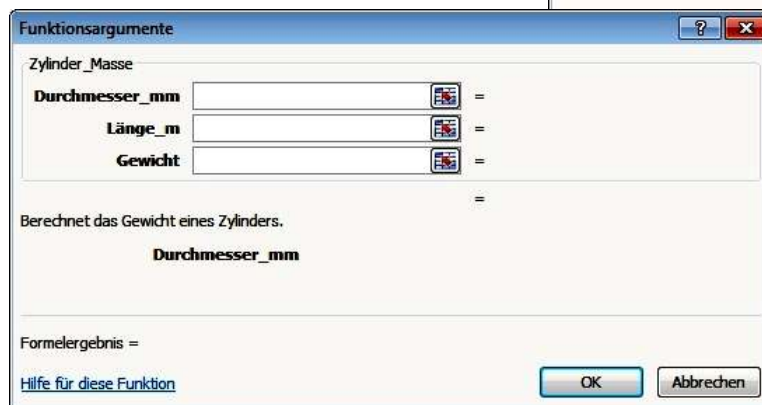 Funktionsargumente
Zylinder_Masse
Durchmesser_mm =
Länge_m =
Gewicht =
=
Berechnet das Gewicht eines Zylinders.
Durchmesser_mm
Formelergebnis =
Hilfe für diese Funktion
OK Abbrechen